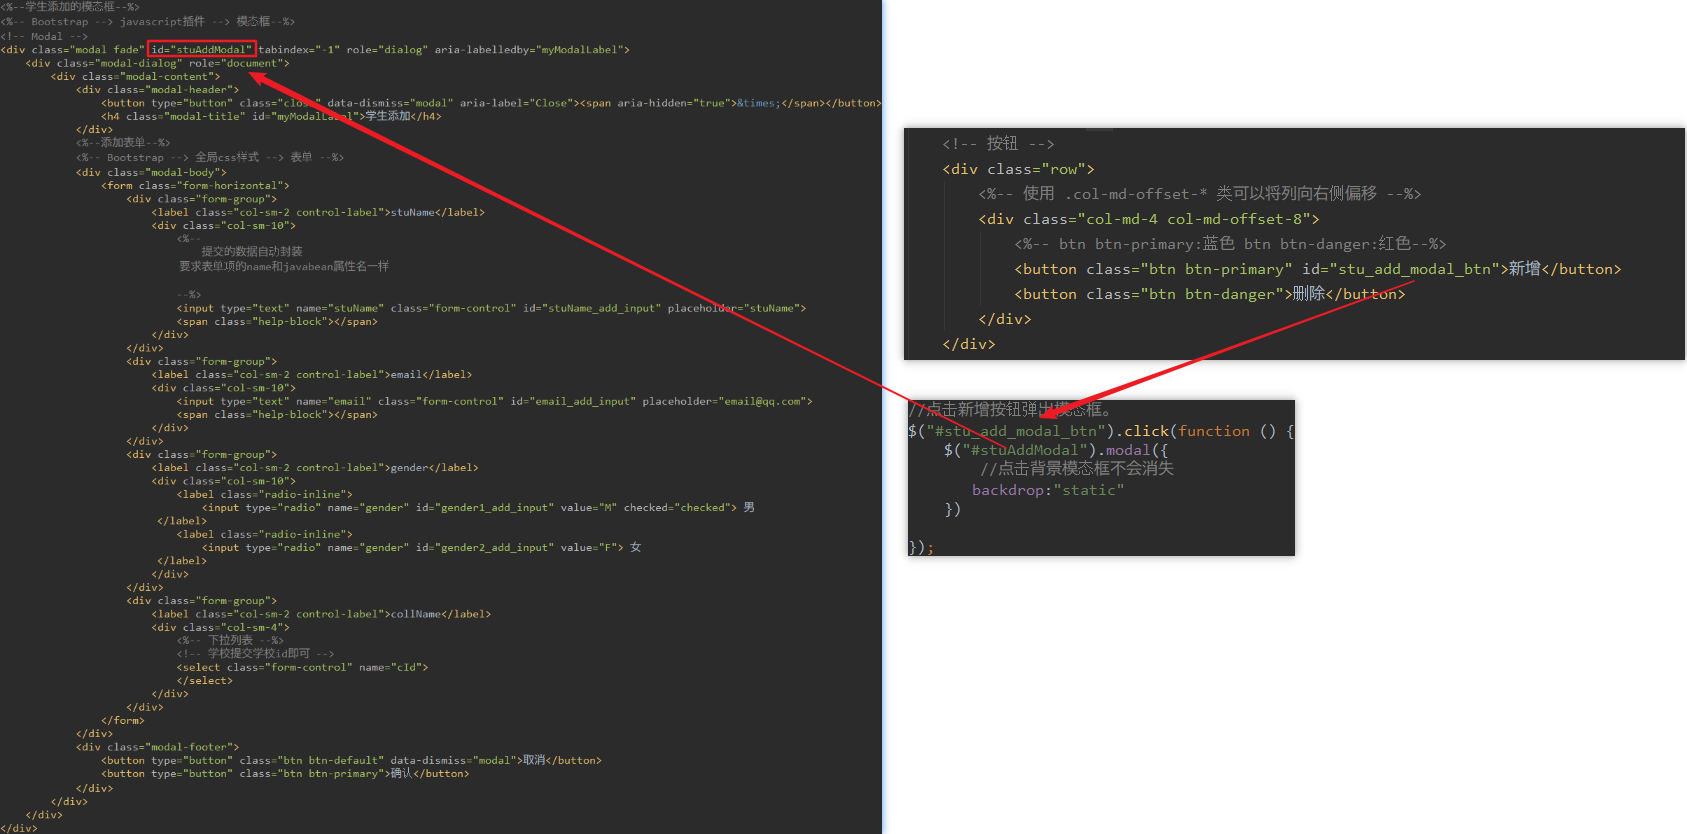 <%--学生添加的模态框--%>
<%-- Bootstrap --> javascript插件 --> 模态框--%>
<!-- Modal -->
<div class="modal fade" id="stuAddModal" tabindex="-1" role="dialog" aria-labelledby="myModalLabel">
<div class="modal-dialog" role="document">
<div class="modal-content">
<div class="modal-header">
<button type="button" class="close" data-dismiss="modal" aria-label="Close"><span aria-hidden="true">&times;</span></button>
<h4 class="modal-title" id="myModalLabel">学生添加</h4>
</div>
<%--添加表单--%>
<%-- Bootstrap --> 全局css样式 --> 表单 --%>
<div class="modal-body">
<form class="form-horizontal">
<div class="form-group">
<label class="col-sm-2 control-label">stuName</label>
<div class="col-sm-10">
<%--
提交的数据自动封装
要求表单项的name和javabean属性名一样
--%>
<input type="text" name="stuName" class="form-control" id="stuName_add_input" placeholder="stuName">
<span class="help-block"></span>
</div>
</div>
<div class="form-group">
<label class="col-sm-2 control-label">email</label>
<div class="col-sm-10">
<input type="text" name="email" class="form-control" id="email_add_input" placeholder="email@qq.com">
<span class="help-block"></span>
</div>
</div>
<div class="form-group">
<label class="col-sm-2 control-label">gender</label>
<div class="col-sm-10">
<label class="radio-inline">
<input type="radio" name="gender" id="gender1_add_input" value="M" checked="checked"> 男
</label>
<label class="radio-inline">
<input type="radio" name="gender" id="gender2_add_input" value="F"> 女
</label>
</div>
</div>
<div class="form-group">
<label class="col-sm-2 control-label">collName</label>
<div class="col-sm-4">
<%-- 下拉列表 --%>
<!-- 学校提交学校id即可 -->
<select class="form-control" name="cId">
</select>
</div>
</div>
</form>
</div>
<div class="modal-footer">
<button type="button" class="btn btn-default" data-dismiss="modal">取消</button>
<button type="button" class="btn btn-primary">确认</button>
</div>
</div>
</div>
</div>
<!-- 按钮 -->
<div class="row">
<%-- 使用 .col-md-offset-* 类可以将列向右侧偏移 --%>
<div class="col-md-4 col-md-offset-8">
<%-- btn btn-primary:蓝色 btn btn-danger:红色--%>
<button class="btn btn-primary" id="stu_add_modal_btn">新增</button>
<button class="btn btn-danger">删除</button>
</div>
</div>
//点击新增按钮弹出模态框。
$("#stu_add_modal_btn").click(function () {
$("#stuAddModal").modal({
//点击背景模态框不会消失
backdrop:"static"
})
});